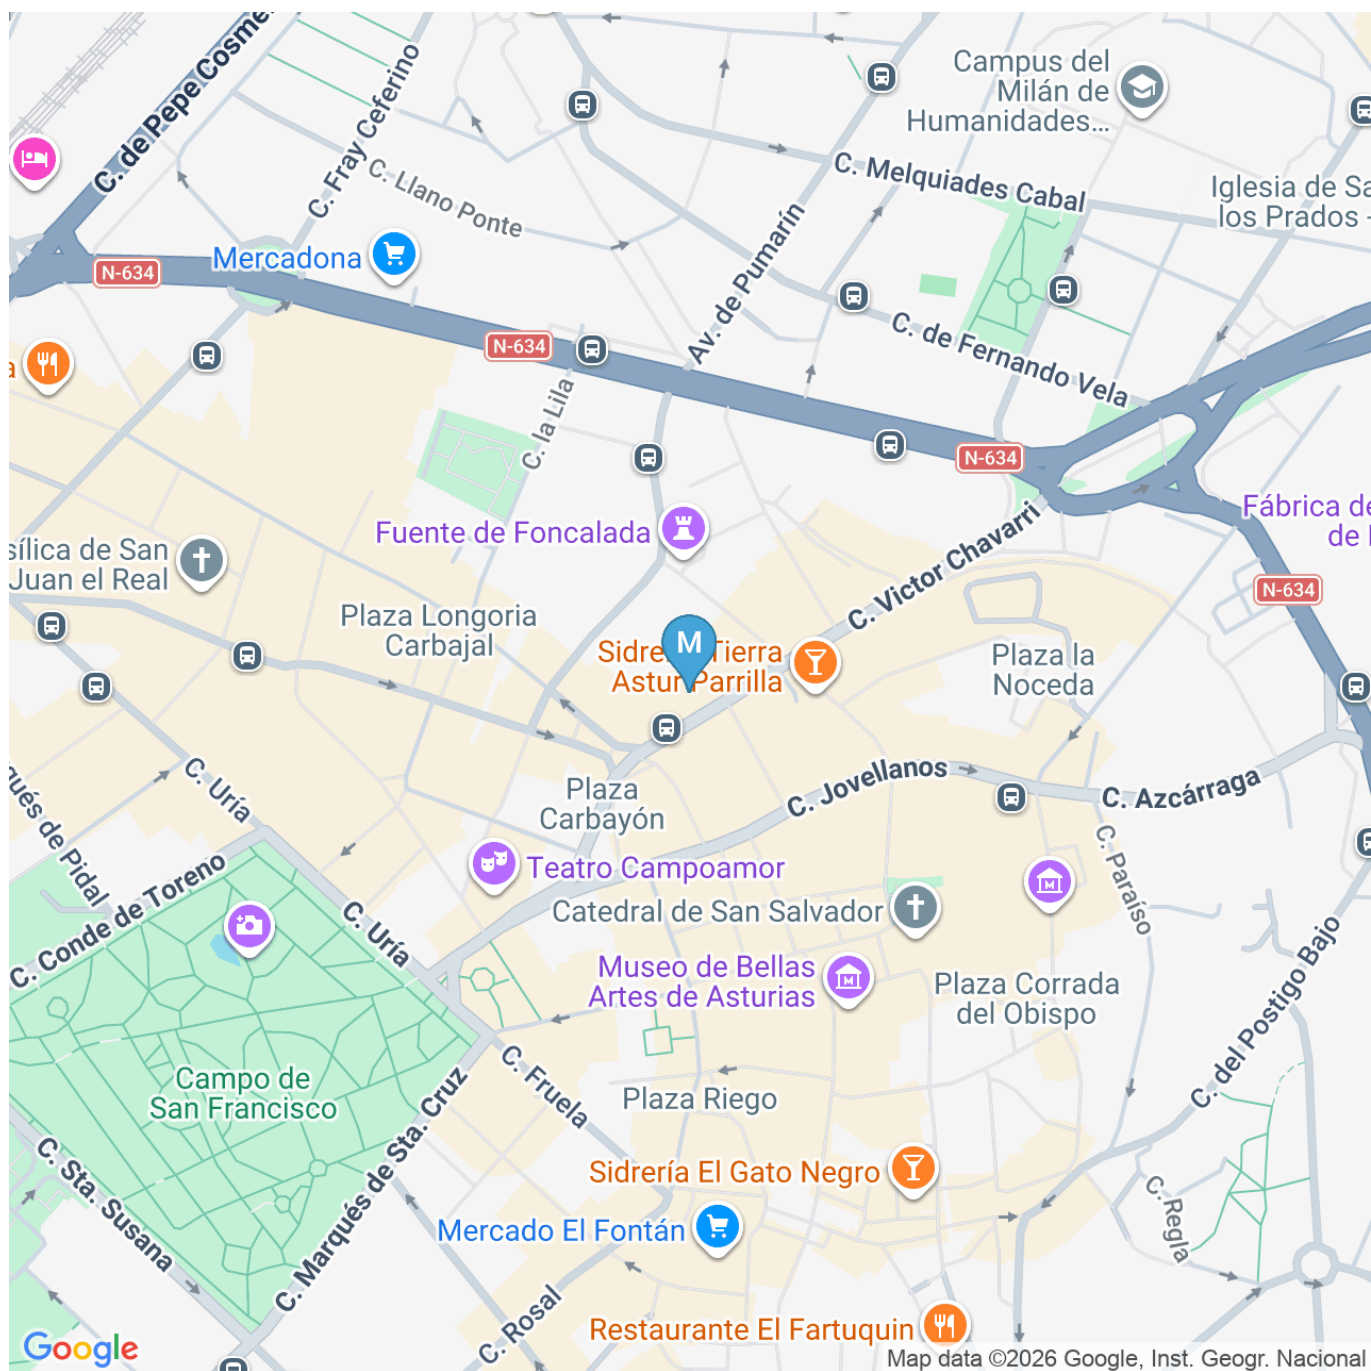 C. de Pepe Cosme
C. Fray Ceferino
C. Llano Ponte
Campus del
Milán de
Humanidades...
C. Melquiades Cabal
Iglesia de Sa
los Prados -
Mercadona
N-634
Av. de Pumarín
N-634
C. de Fernando Vela
a
C. la Lila
N-634
Fuente de Foncalada
Fábrica de
de
C. Victor Chavarri
sílica de San
Juan el Real
N-634
Plaza Longoria
Carbajal
M
Sidre Tierra
Astur Parrilla
Plaza la
Noceda
C. Uría
Plaza
Carbayón
C. Jovellanos
C. Azcárraga
qués de Pidal
C. Conde de Toreno
C. Uría
Teatro Campoamor
C. Paraíso
Catedral de San Salvador
M
Museo de Bellas
Artes de Asturias
M
Plaza Corrada
del Obispo
C. del Postigo Bajo
Campo de
San Francisco
C. Fruela
Plaza Riego
C. Sta. Susana
C. Marqués de Sta. Cruz
Sidrería El Gato Negro
C. Regla
Mercado El Fontán
C. Rosal
Restaurante El Fartuquin
Google
Map data ©2026 Google, Inst. Geogr. Nacional